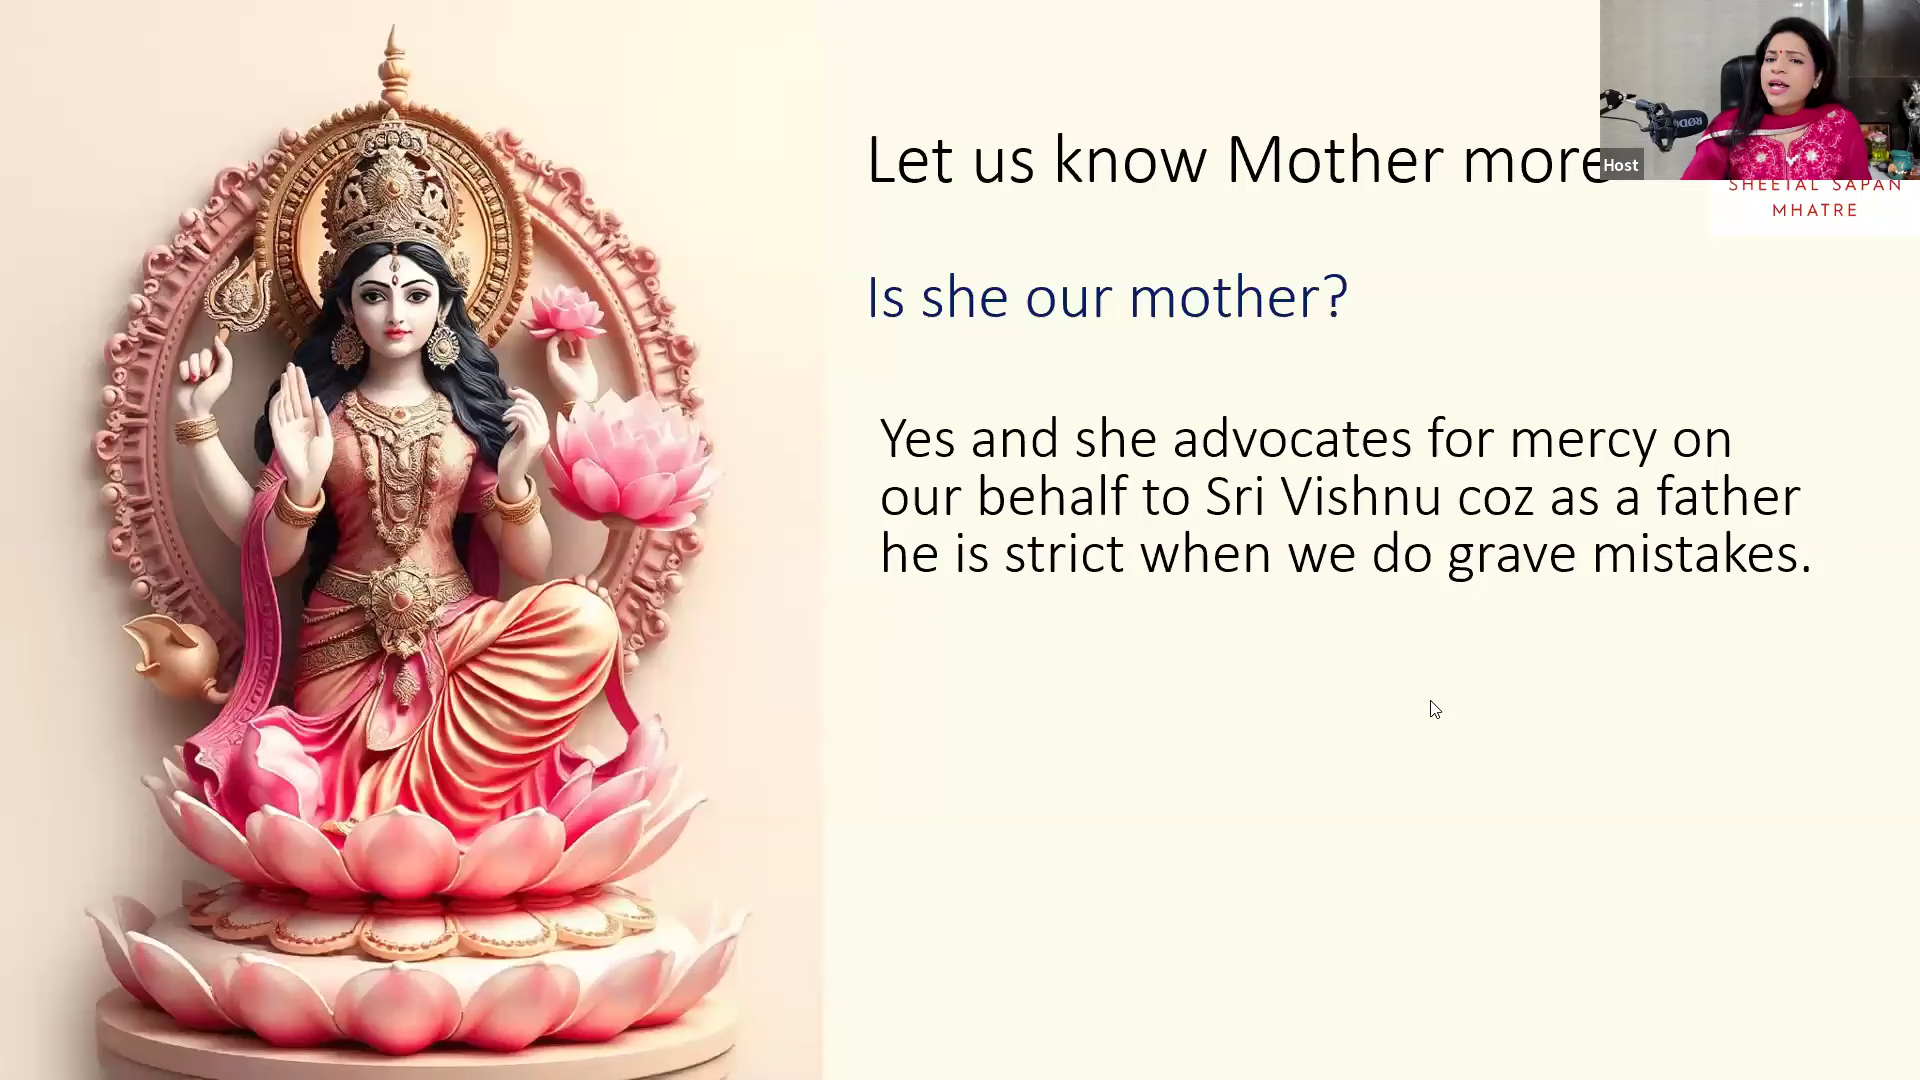 Let us know Mother more
Host
SHEETAL SAPAN
MHATRE
Is she our mother?
Yes and she advocates for mercy on
our behalf to Sri Vishnu coz as a father
he is strict when we do grave mistakes.
RØDE